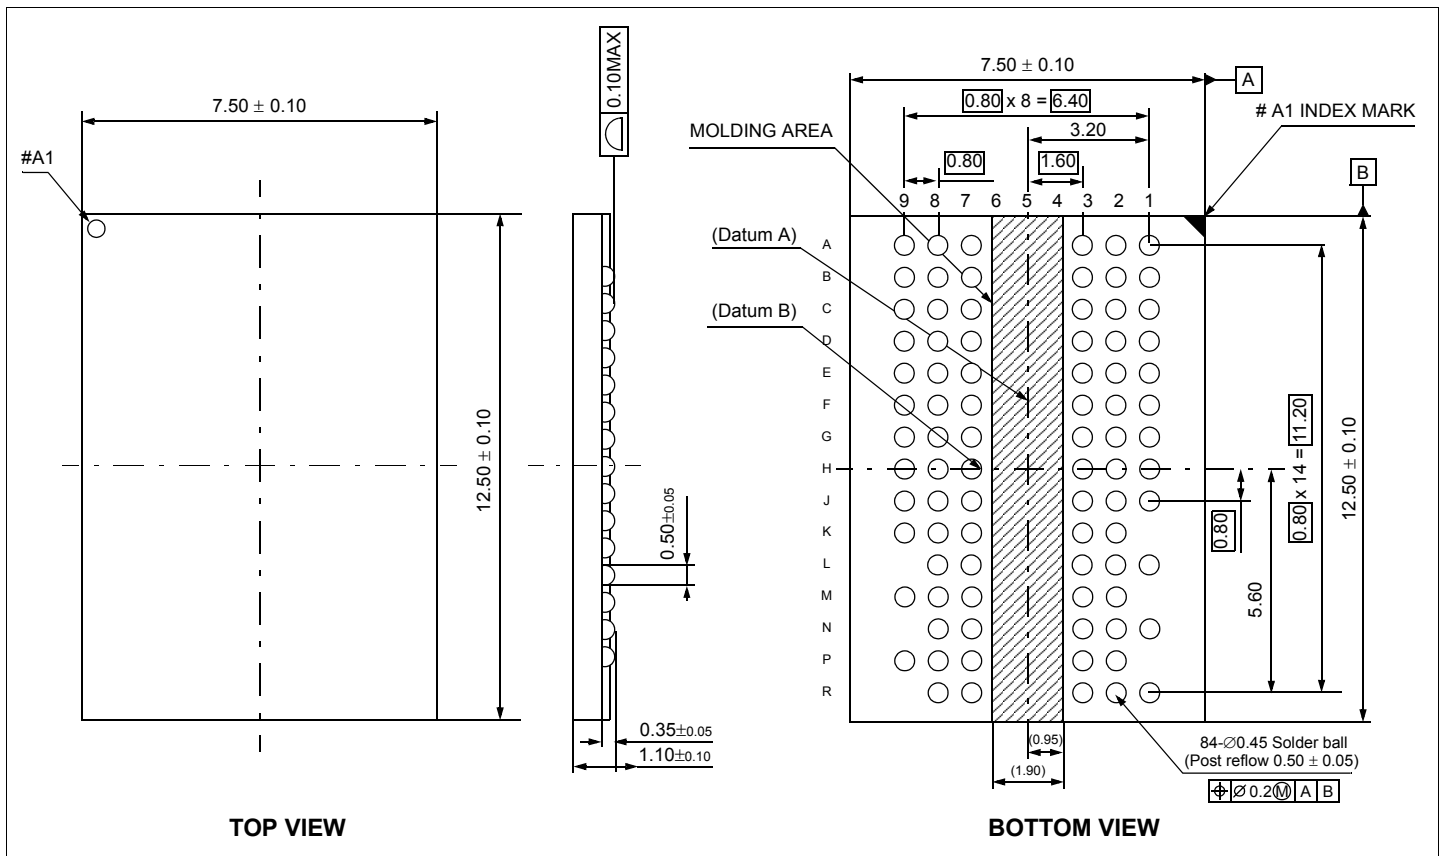 7.50 ± 0.10
#A1
12.50 ± 0.10
TOP VIEW
0.10MAX
0.50±0.05
0.35±0.05
1.10±0.10
7.50 ± 0.10
A
0.80 x 8 = 6.40
# A1 INDEX MARK
MOLDING AREA
3.20
0.80
1.60
B
9 8 7 6 5 4 3 2 1
(Datum A)
(Datum B)
A
B
C
D
E
F
G
H
J
K
L
M
N
P
R
0.80
5.60
0.80 x 14 = 11.20
12.50 ± 0.10
(0.95)
(1.90)
84-∅0.45 Solder ball
(Post reflow 0.50 ± 0.05)
⌖ ∅ 0.2Ⓜ A B
BOTTOM VIEW